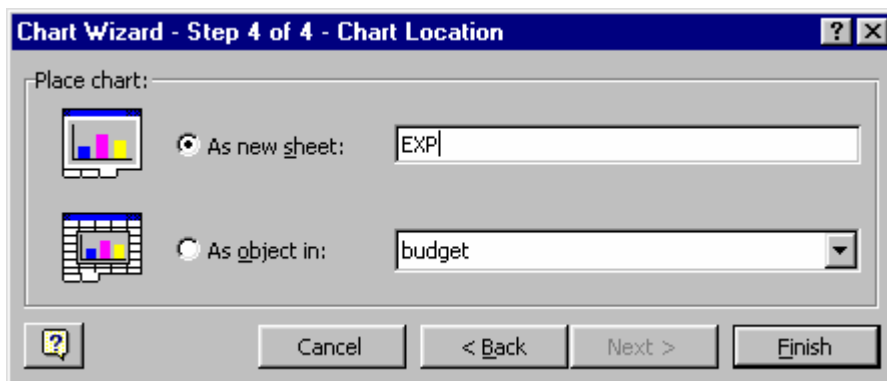 Chart Wizard - Step 4 of 4 - Chart Location
Place chart:
As new sheet: EXP
As object in: budget
Cancel < Back Next > Finish